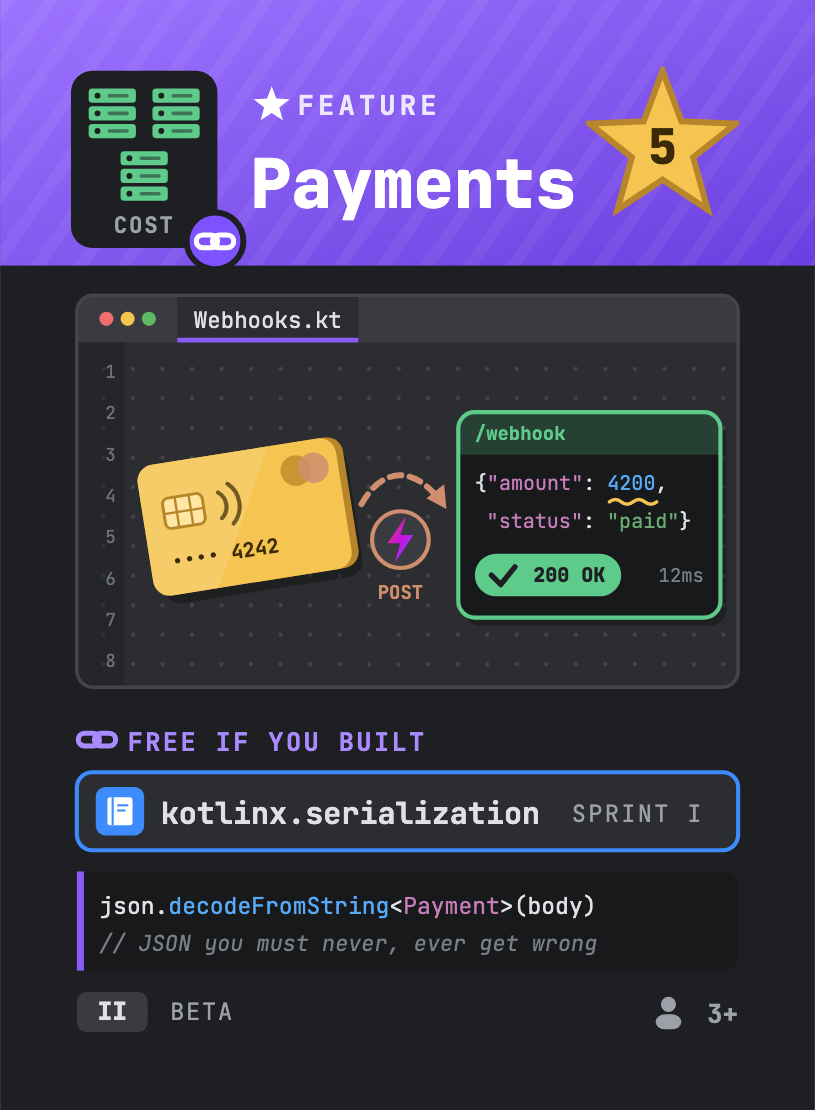 FEATURE
Payments
5
COST
Webhooks.kt
1
2
3
4
5
6
7
8
•••• 4242
POST
/webhook
{"amount": 4200,
"status": "paid"}
200 OK
12ms
FREE IF YOU BUILT
kotlinx.serialization
SPRINT I
json.decodeFromString<Payment>(body)
// JSON you must never, ever get wrong
II
BETA
3+